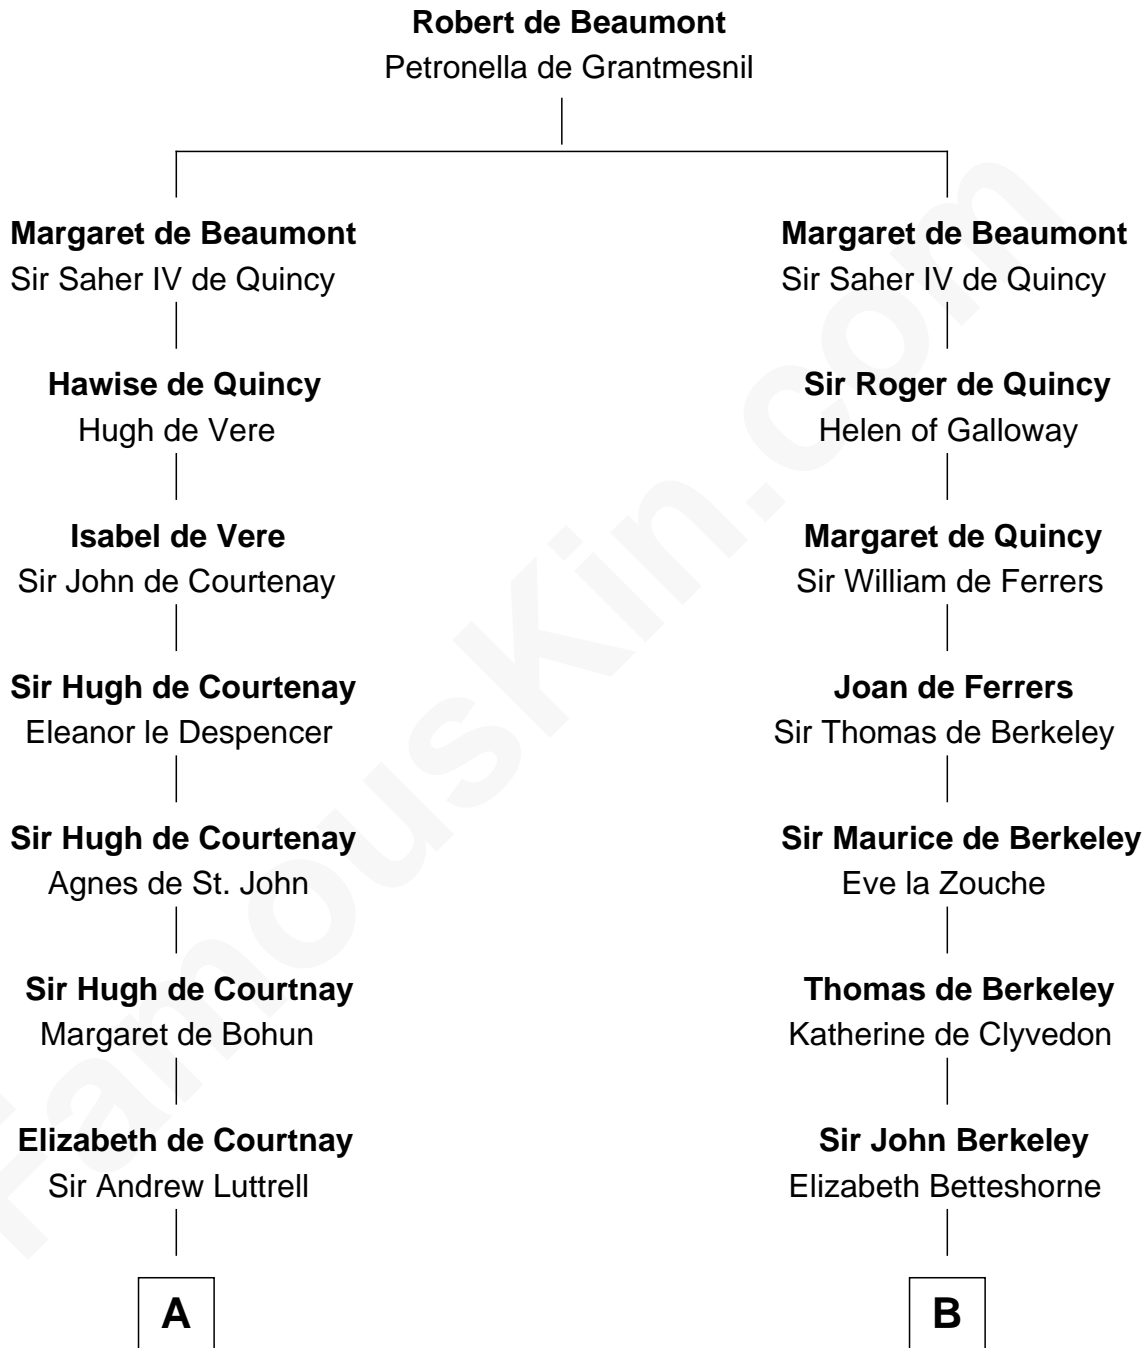 Robert de Beaumont
Petronella de Grantmesnil
Margaret de Beaumont
Sir Saher IV de Quincy
Margaret de Beaumont
Sir Saher IV de Quincy
Hawise de Quincy
Hugh de Vere
Sir Roger de Quincy
Helen of Galloway
Isabel de Vere
Sir John de Courtenay
Margaret de Quincy
Sir William de Ferrers
Sir Hugh de Courtenay
Eleanor le Despencer
Joan de Ferrers
Sir Thomas de Berkeley
Sir Hugh de Courtenay
Agnes de St. John
Sir Maurice de Berkeley
Eve la Zouche
Sir Hugh de Courtnay
Margaret de Bohun
Thomas de Berkeley
Katherine de Clyvedon
Elizabeth de Courtnay
Sir Andrew Luttrell
Sir John Berkeley
Elizabeth Betteshorne
A
B
FamousKin.com